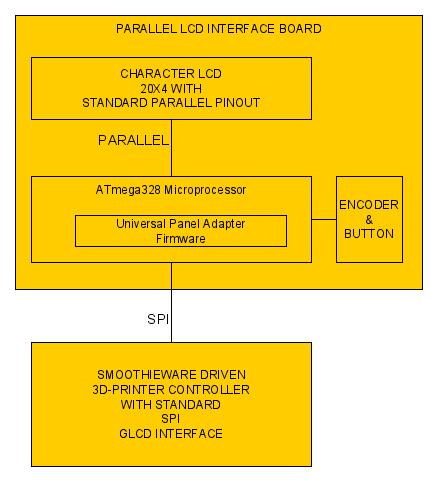 PARALLEL LCD INTERFACE BOARD
CHARACTER LCD
20X4 WITH
STANDARD PARALLEL PINOUT
PARALLEL
ATmega328 Microprocessor
Universal Panel Adapter
Firmware
ENCODER
&
BUTTON
SPI
SMOOTHIEWARE DRIVEN
3D-PRINTER CONTROLLER
WITH STANDARD
SPI
GLCD INTERFACE